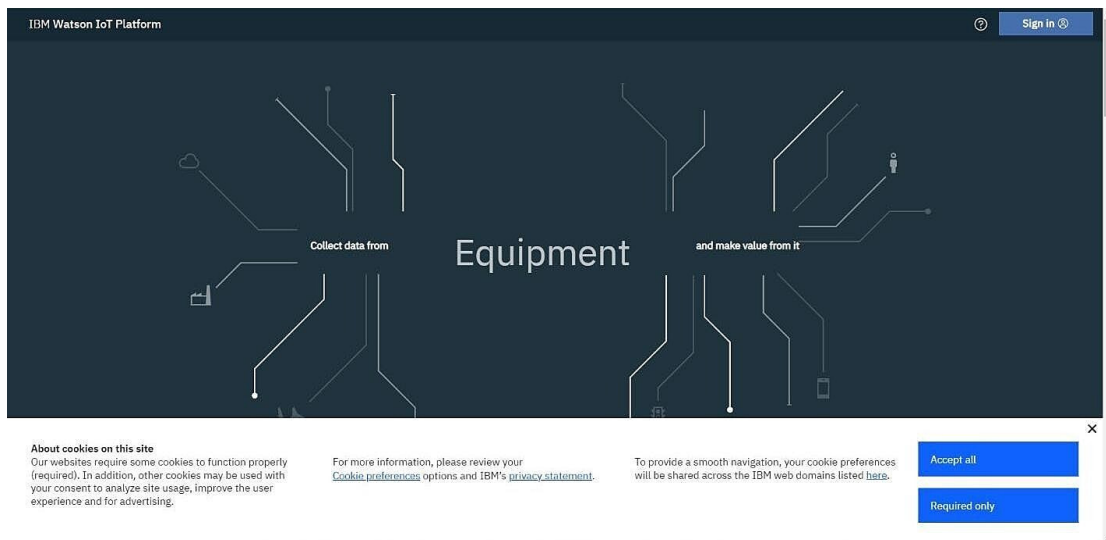 IBM Watson IoT Platform
Sign in
Collect data from
Equipment
and make value from it
About cookies on this site
Our websites require some cookies to function properly
(required). In addition, other cookies may be used with
your consent to analyze site usage, improve the user
experience and for advertising.
For more information, please review your
Cookie preferences options and IBM's privacy statement.
To provide a smooth navigation, your cookie preferences
will be shared across the IBM web domains listed here.
Accept all
Required only